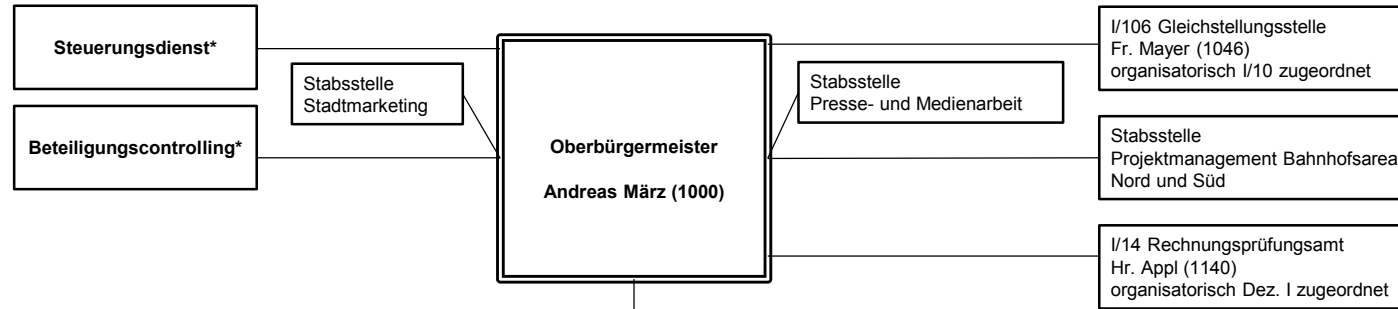 Steuerungsdienst*
Beteiligungscontrolling*
Stabsstelle
Stadtmarketing
Oberbürgermeister
Andreas März (1000)
Stabsstelle
Presse- und Medienarbeit
I/106 Gleichstellungsstelle
Fr. Mayer (1046)
organisatorisch I/10 zugeordnet
Stabsstelle
Projektmanagement Bahnhofsarea
Nord und Süd
I/14 Rechnungsprüfungsamt
Hr. Appl (1140)
organisatorisch Dez. I zugeordnet